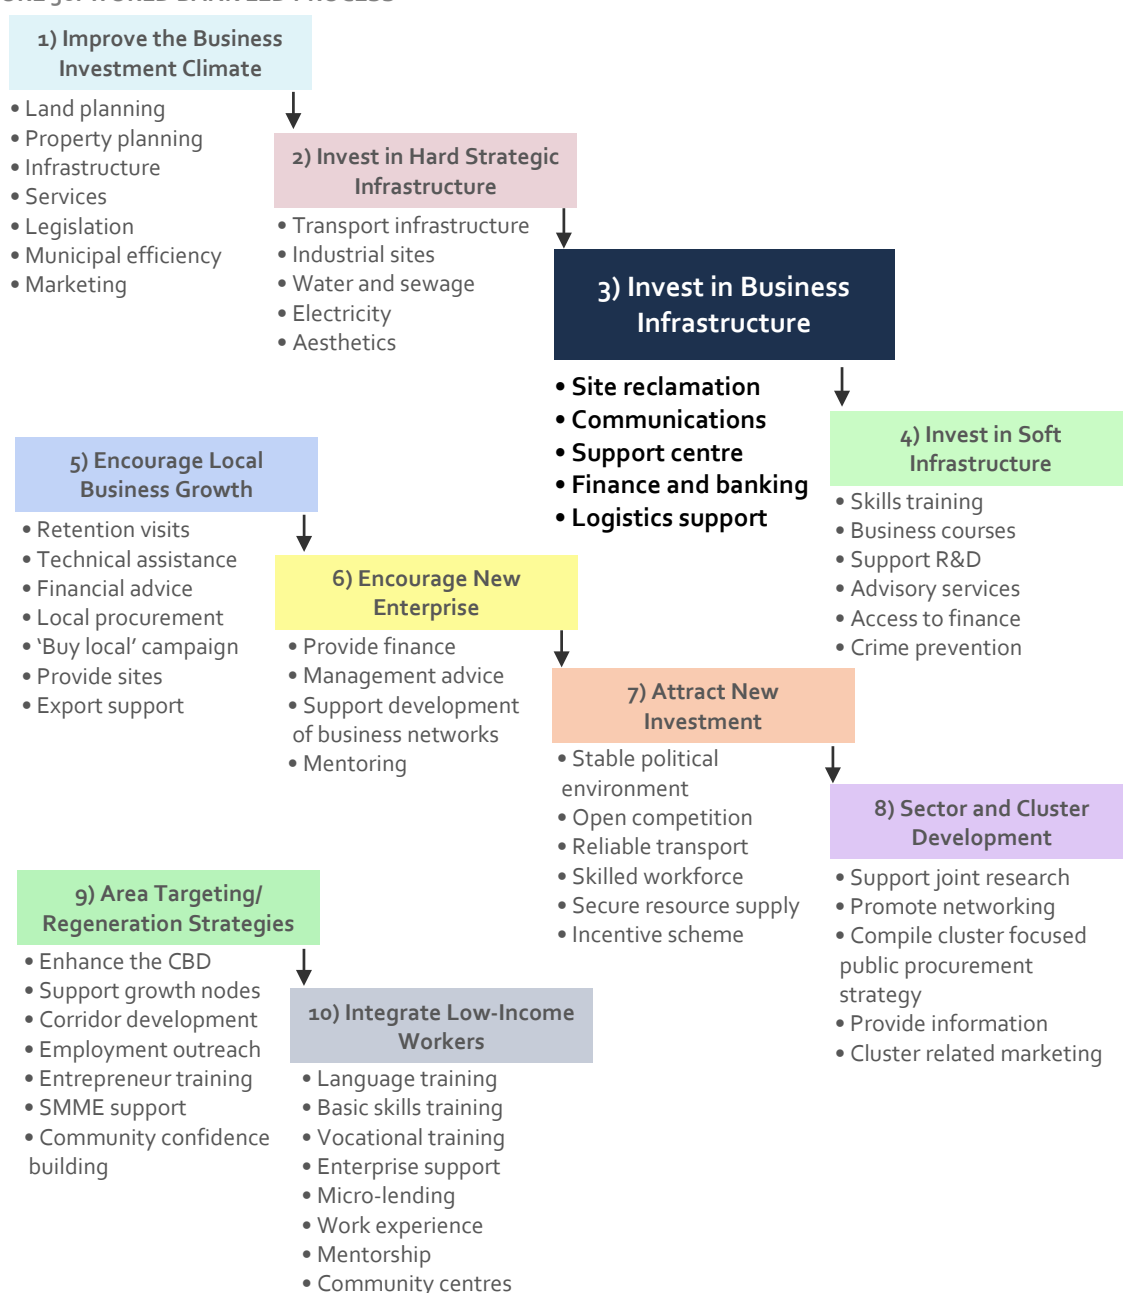 1) Improve the Business
Investment Climate
• Land planning
• Property planning
• Infrastructure
• Services
• Legislation
• Municipal efficiency
• Marketing
2) Invest in Hard Strategic
Infrastructure
• Transport infrastructure
• Industrial sites
• Water and sewage
• Electricity
• Aesthetics
3) Invest in Business
Infrastructure
• Site reclamation
• Communications
• Support centre
• Finance and banking
• Logistics support
4) Invest in Soft
Infrastructure
• Skills training
• Business courses
• Support R&D
• Advisory services
• Access to finance
• Crime prevention
5) Encourage Local
Business Growth
• Retention visits
• Technical assistance
• Financial advice
• Local procurement
• ‘Buy local’ campaign
• Provide sites
• Export support
6) Encourage New
Enterprise
• Provide finance
• Management advice
• Support development
of business networks
• Mentoring
7) Attract New
Investment
• Stable political
environment
• Open competition
• Reliable transport
• Skilled workforce
• Secure resource supply
• Incentive scheme
8) Sector and Cluster
Development
• Support joint research
• Promote networking
• Compile cluster focused
public procurement
strategy
• Provide information
• Cluster related marketing
9) Area Targeting/
Regeneration Strategies
• Enhance the CBD
• Support growth nodes
• Corridor development
• Employment outreach
• Entrepreneur training
• SMME support
• Community confidence
building
10) Integrate Low-Income
Workers
• Language training
• Basic skills training
• Vocational training
• Enterprise support
• Micro-lending
• Work experience
• Mentorship
• Community centres